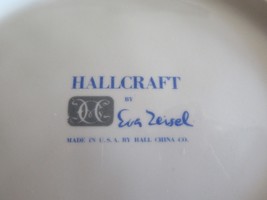 HALLCRAFT
BY
Eva Zeisel
MADE IN U.S.A. BY HALL CHINA CO.